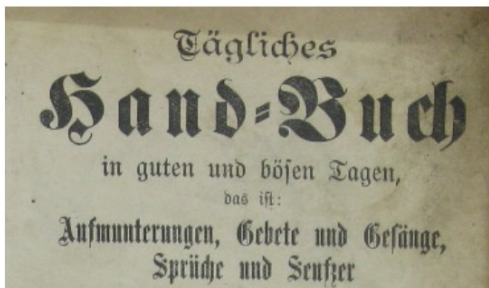 Tägliches
Hand-Buch
in guten und böſen Tagen,
das iſt:
Aufmunterungen, Gebete und Geſänge,
Sprüche und Seufzer